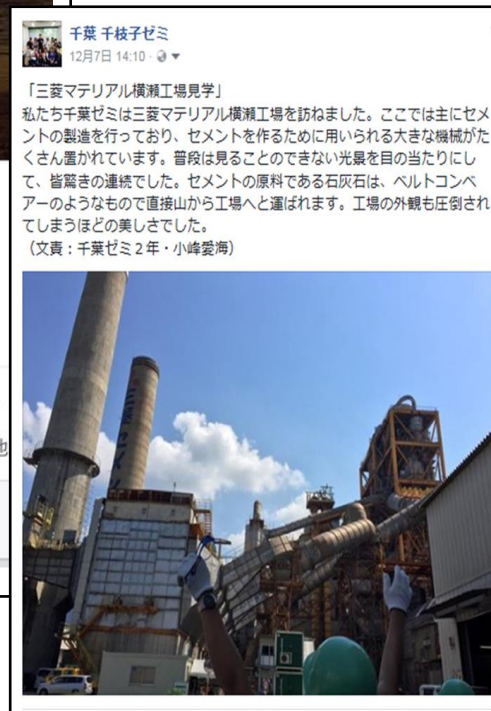 千葉 千枝子ゼミ
12月7日 14:10
「三菱マテリアル横瀬工場見学」
私たち千葉ゼミは三菱マテリアル横瀬工場を訪ねました。ここでは主にセメ
ントの製造を行っており、セメントを作るために用いられる大きな機械がた
くさん置かれています。普段は見ることのできない光景を目の当たりにし
て、皆驚きの連続でした。セメントの原料である石灰石は、ベルトコンベ
アーのようなもので直接山から工場へと運ばれます。工場の外観も圧倒され
てしまうほどの美しさでした。
（文責：千葉ゼミ２年・小峰愛海）